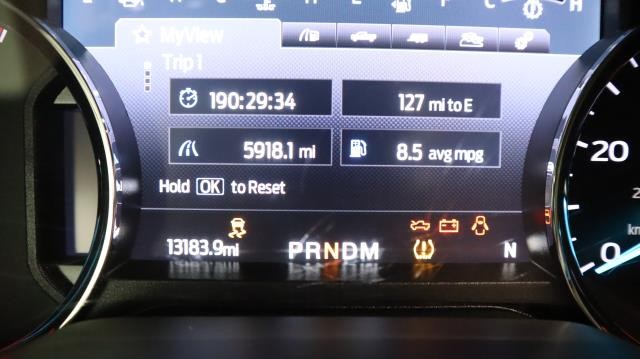 MyView
Trip 1
190:29:34
127 mi to E
5918.1 mi
8.5 avg mpg
Hold OK to Reset
13183.9mi
PRNDM
N
20
0